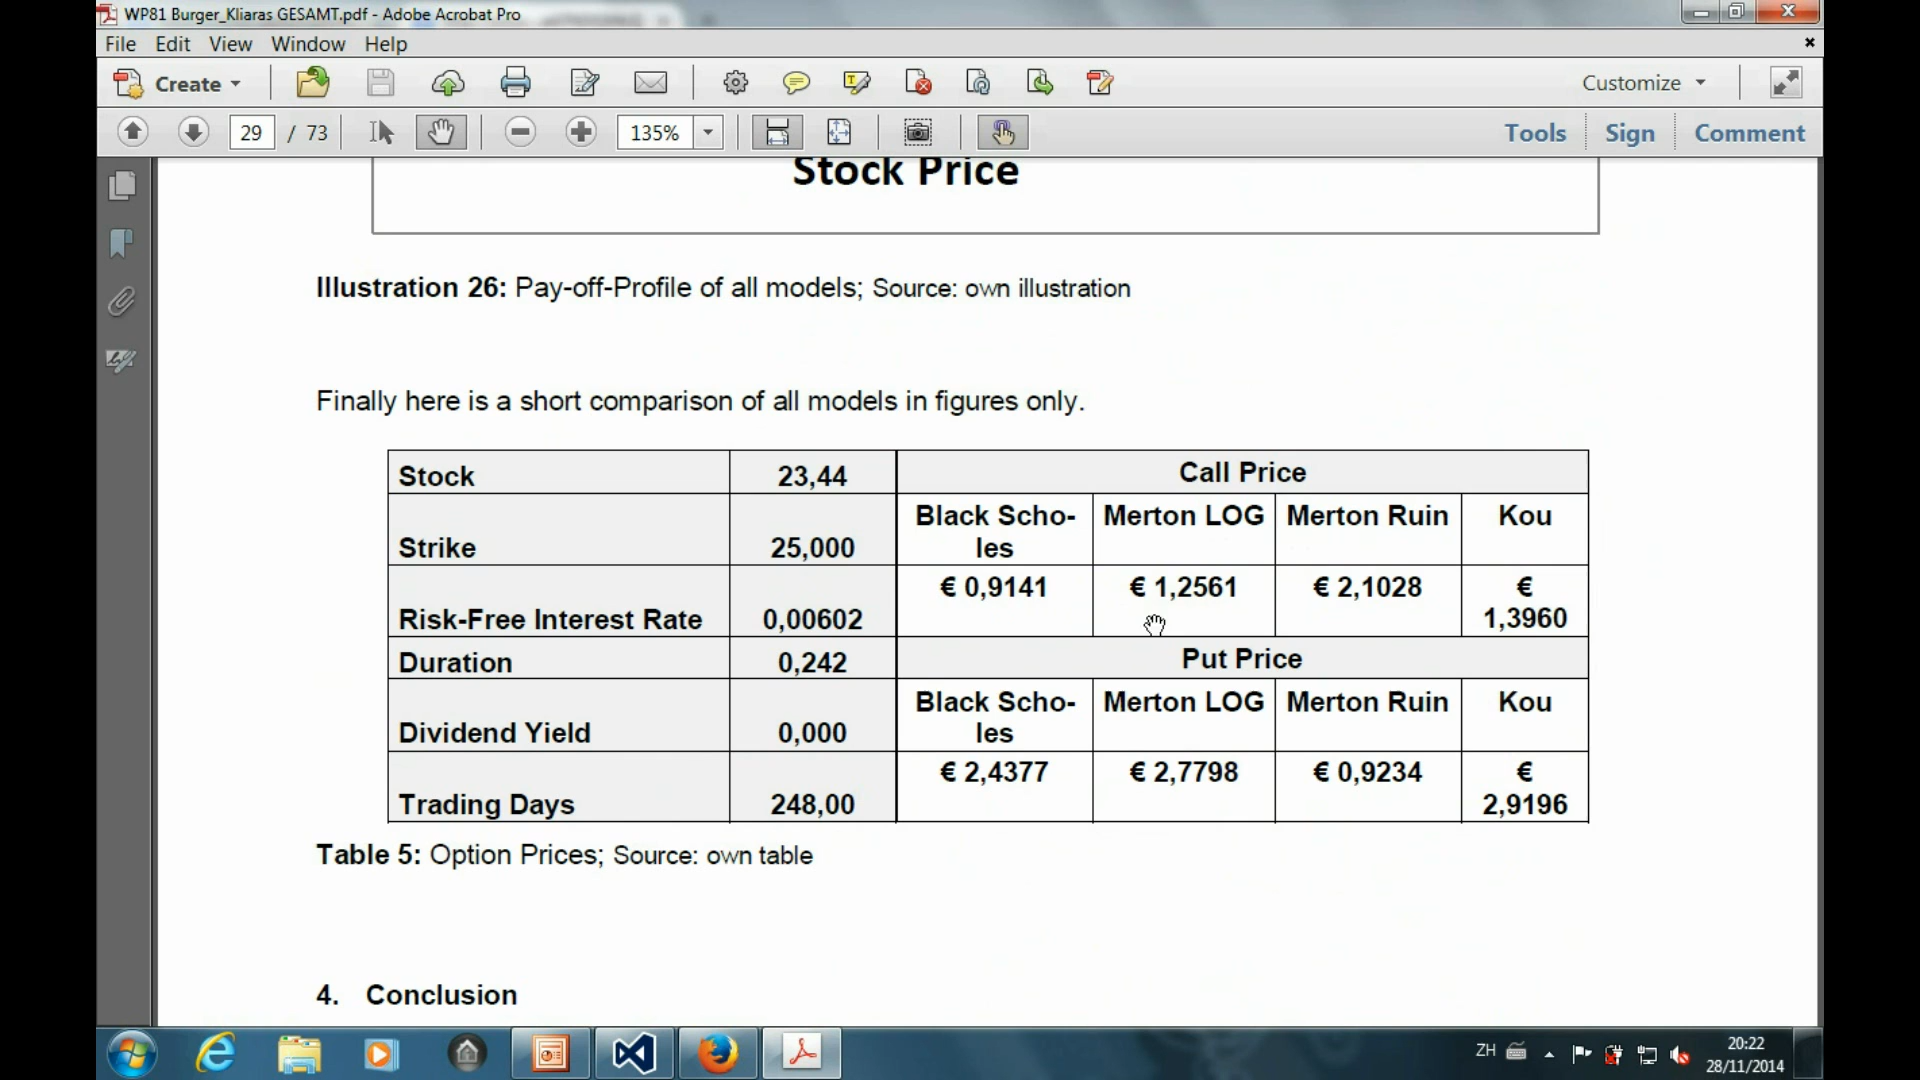 WP81 Burger_Kliaras GESAMT.pdf - Adobe Acrobat Pro
File Edit View Window Help
Create
Customize
29 / 73
135%
Tools Sign Comment
Stock Price
Illustration 26: Pay-off-Profile of all models; Source: own illustration
Finally here is a short comparison of all models in figures only.
Stock 23,44 Call Price
Strike 25,000 Black Scho-
les Merton LOG Merton Ruin Kou
Risk-Free Interest Rate 0,00602 € 0,9141 € 1,2561 € 2,1028 €
1,3960
Duration 0,242 Put Price
Dividend Yield 0,000 Black Scho-
les Merton LOG Merton Ruin Kou
Trading Days 248,00 € 2,4377 € 2,7798 € 0,9234 €
2,9196
Table 5: Option Prices; Source: own table
4. Conclusion
ZH
20:22
28/11/2014